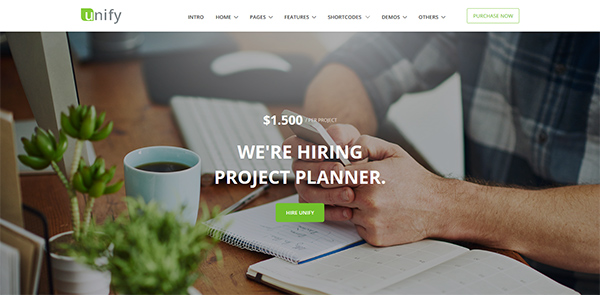 unify
INTRO HOME PAGES FEATURES SHORTCODES DEMOS OTHERS PURCHASE NOW
$1.500 / PER PROJECT
WE'RE HIRING
PROJECT PLANNER.
HIRE UNIFY